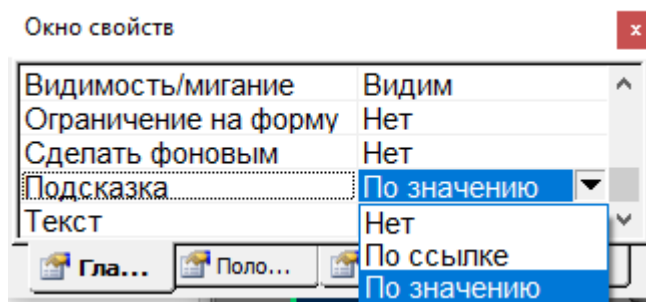 Окно свойств
x
Видимость/мигание Видим
Ограничение на форму Нет
Сделать фоновым Нет
Подсказка По значению
Текст
Нет
По ссылке
По значению
Гла... Поло...